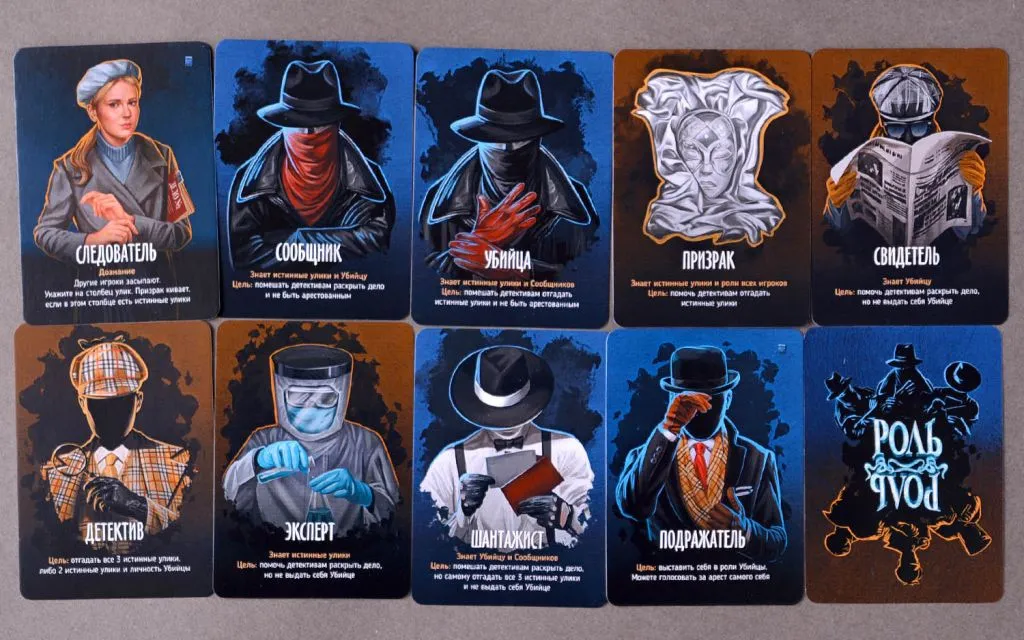 СЛЕДОВАТЕЛЬ
Дознание
Другие игроки засыпают.
Укажите на столбец улик. Призрак кивает,
если в этом столбце есть истинные улики
ДЕЛО №
СООБЩНИК
Знает истинные улики и Убийцу
Цель: помешать детективам раскрыть дело
и не быть арестованным
УБИЙЦА
Знает истинные улики и Сообщников
Цель: помешать детективам отгадать
истинные улики и не быть арестованным
ПРИЗРАК
Знает истинные улики и роли всех игроков
Цель: помочь детективам отгадать
истинные улики
СВИДЕТЕЛЬ
Знает Убийцу
Цель: помочь детективам раскрыть дело,
но не выдать себя Убийце
ДЕТЕКТИВ
Цель: отгадать все 3 истинные улики,
либо 2 истинные улики и личность Убийцы
ЭКСПЕРТ
Знает истинные улики
Цель: помочь детективам раскрыть дело,
но не выдать себя Убийце
ШАНТАЖИСТ
Знает Убийцу и Сообщников
Цель: помешать детективам раскрыть дело,
но самому отгадать все 3 истинные улики
и не выдать себя Убийце
ПОДРАЖАТЕЛЬ
Цель: выставить себя в роли Убийцы.
Можете голосовать за арест самого себя
РОЛЬ
РОЛЬ